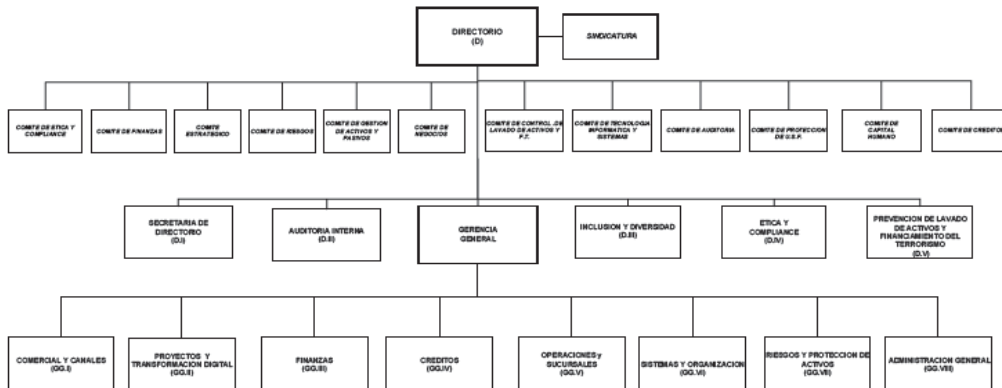 DIRECTORIO
(D)
SINDICATURA
COMITE DE ETICA Y
COMPLIANCE
COMITE DE FINANZAS
COMITE
ESTRATEGICO
COMITE DE RIESGOS
COMITE DE GESTION
DE ACTIVOS Y
PASIVOS
COMITE DE
NEGOCIOS
COMITE DE CONTROL .DE
LAVADO DE ACTIVOS Y
F.T.
COMITE DE TECNOLOGIA
INFORMATICA Y
SISTEMAS
COMITE DE AUDITORIA
COMITE DE PROTECCION
DE U.S.F.
COMITE DE
CAPITAL
HUMANO
COMITE DE CREDITOS
SECRETARIA DE
DIRECTORIO
(D.I)
AUDITORIA INTERNA
(D.II)
GERENCIA
GENERAL
INCLUSION Y DIVERSIDAD
(D.III)
ETICA Y
COMPLIANCE
(D.IV)
PREVENCION DE LAVADO
DE ACTIVOS Y
FINANCIAMIENTO DEL
TERRORISMO
(D.V)
COMERCIAL Y CANALES
(GG.I)
PROYECTOS Y
TRANSFORMACION DIGITAL
(GG.II)
FINANZAS
(GG.III)
CREDITOS
(GG.IV)
OPERACIONES y
SUCURSALES
(GG.V)
SISTEMAS Y ORGANIZACION
(GG.VI)
RIESGOS Y PROTECCION DE
ACTIVOS
(GG.VII)
ADMINISTRACION GENERAL
(GG.VIII)